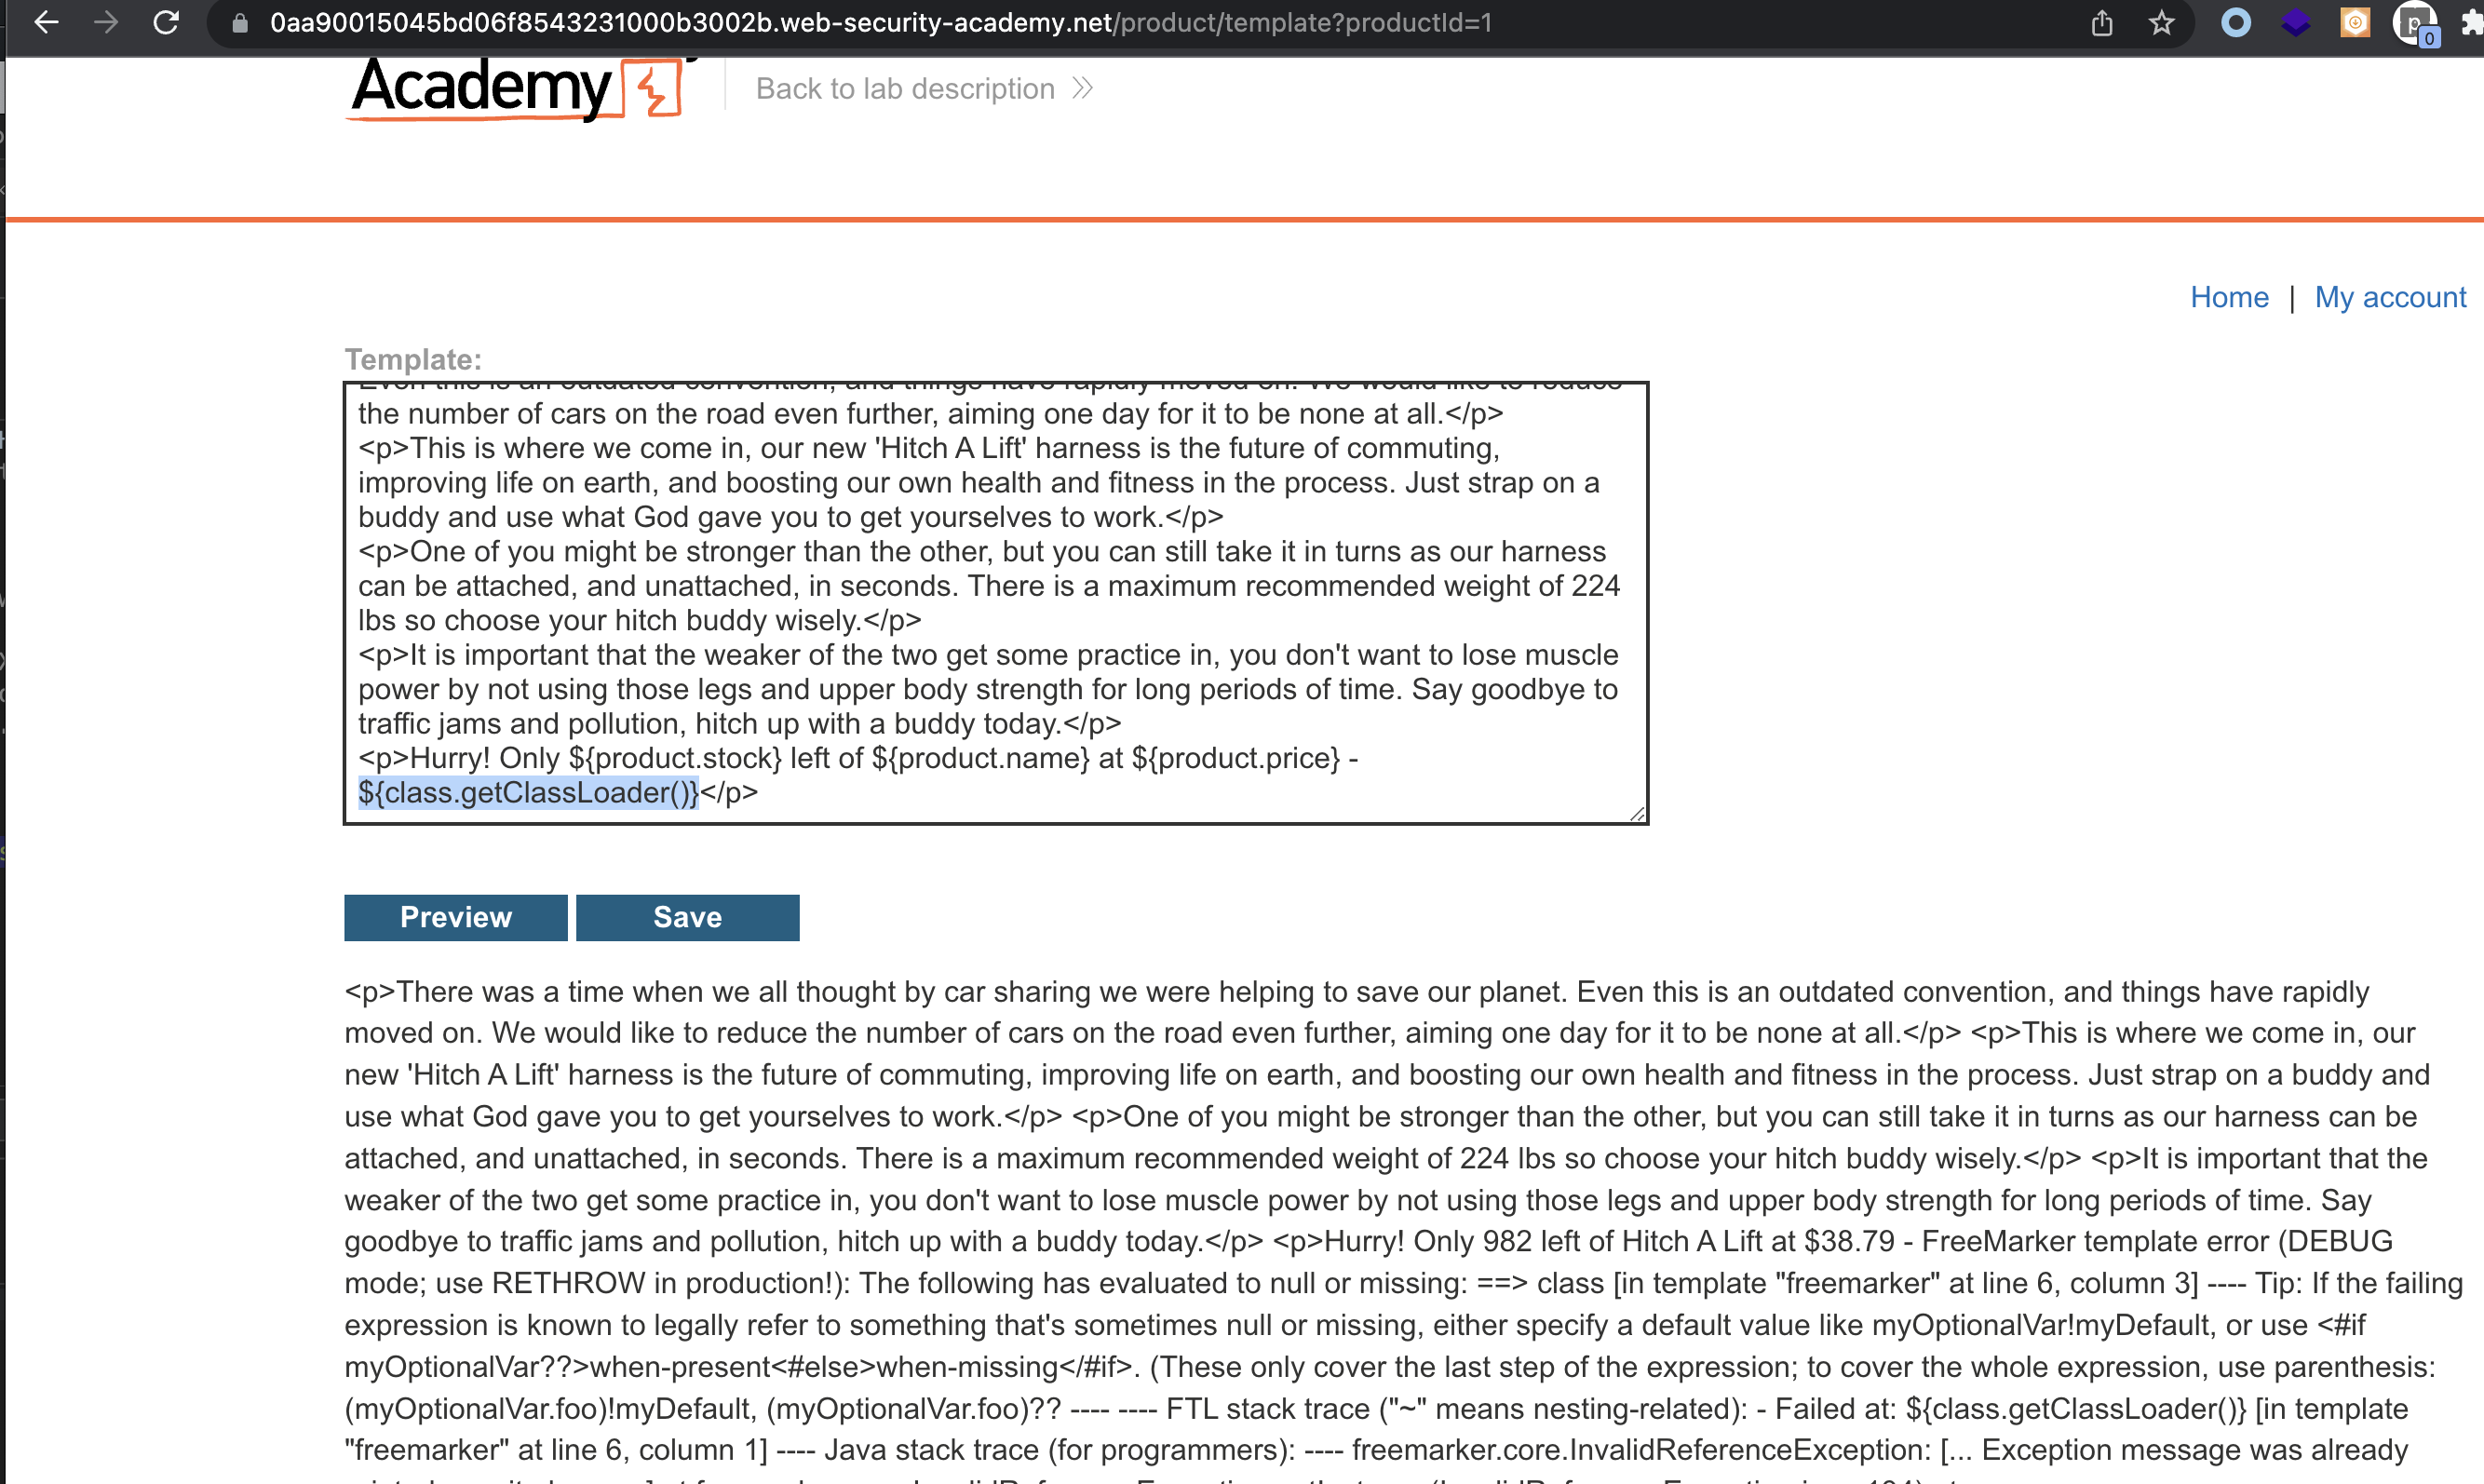 0aa90015045bd06f8543231000b3002b.web-security-academy.net/product/template?productId=1
p
0
Academy
Back to lab description
Home | My account
Template:
Even this is an outdated convention, and things have rapidly moved on. We would like to reduce
the number of cars on the road even further, aiming one day for it to be none at all.</p>
<p>This is where we come in, our new 'Hitch A Lift' harness is the future of commuting,
improving life on earth, and boosting our own health and fitness in the process. Just strap on a
buddy and use what God gave you to get yourselves to work.</p>
<p>One of you might be stronger than the other, but you can still take it in turns as our harness
can be attached, and unattached, in seconds. There is a maximum recommended weight of 224
lbs so choose your hitch buddy wisely.</p>
<p>It is important that the weaker of the two get some practice in, you don't want to lose muscle
power by not using those legs and upper body strength for long periods of time. Say goodbye to
traffic jams and pollution, hitch up with a buddy today.</p>
<p>Hurry! Only ${product.stock} left of ${product.name} at ${product.price} -
${class.getClassLoader()}</p>
Preview
Save
<p>There was a time when we all thought by car sharing we were helping to save our planet. Even this is an outdated convention, and things have rapidly
moved on. We would like to reduce the number of cars on the road even further, aiming one day for it to be none at all.</p> <p>This is where we come in, our
new 'Hitch A Lift' harness is the future of commuting, improving life on earth, and boosting our own health and fitness in the process. Just strap on a buddy and
use what God gave you to get yourselves to work.</p> <p>One of you might be stronger than the other, but you can still take it in turns as our harness can be
attached, and unattached, in seconds. There is a maximum recommended weight of 224 lbs so choose your hitch buddy wisely.</p> <p>It is important that the
weaker of the two get some practice in, you don't want to lose muscle power by not using those legs and upper body strength for long periods of time. Say
goodbye to traffic jams and pollution, hitch up with a buddy today.</p> <p>Hurry! Only 982 left of Hitch A Lift at $38.79 - FreeMarker template error (DEBUG
mode; use RETHROW in production!): The following has evaluated to null or missing: ==> class [in template "freemarker" at line 6, column 3] ---- Tip: If the failing
expression is known to legally refer to something that's sometimes null or missing, either specify a default value like myOptionalVar!myDefault, or use <#if
myOptionalVar??>when-present<#else>when-missing</#if>. (These only cover the last step of the expression; to cover the whole expression, use parenthesis:
(myOptionalVar.foo)!myDefault, (myOptionalVar.foo)?? ---- ---- FTL stack trace ("~" means nesting-related): - Failed at: ${class.getClassLoader()} [in template
"freemarker" at line 6, column 1] ---- Java stack trace (for programmers): ---- freemarker.core.InvalidReferenceException: [... Exception message was already